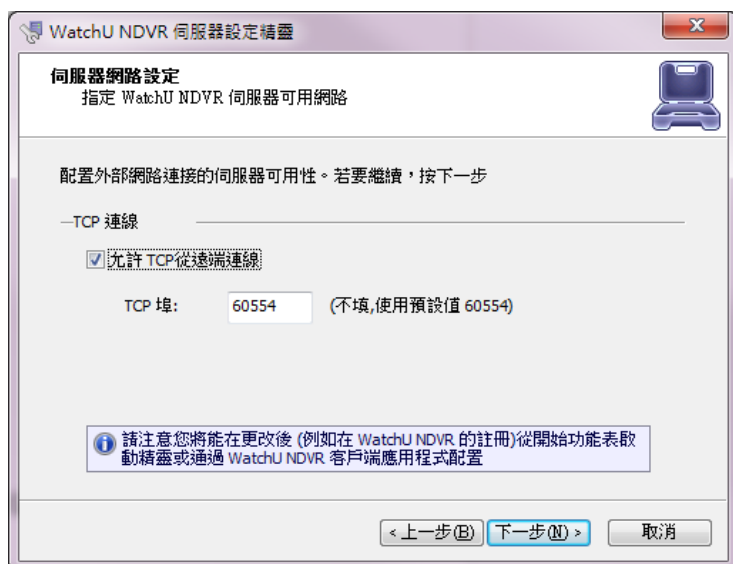 WatchU NDVR 伺服器設定精靈
伺服器網路設定
指定 WatchU NDVR 伺服器可用網路
配置外部網路連接的伺服器可用性。若要繼續，按下一步
TCP 連線
允許 TCP從遠端連線
TCP 埠: 60554 (不填,使用預設值 60554)
請注意您將能在更改後 (例如在 WatchU NDVR 的註冊)從開始功能表啟
動精靈或通過 WatchU NDVR 客戶端應用程式配置
<上一步(B) 下一步(N) > 取消